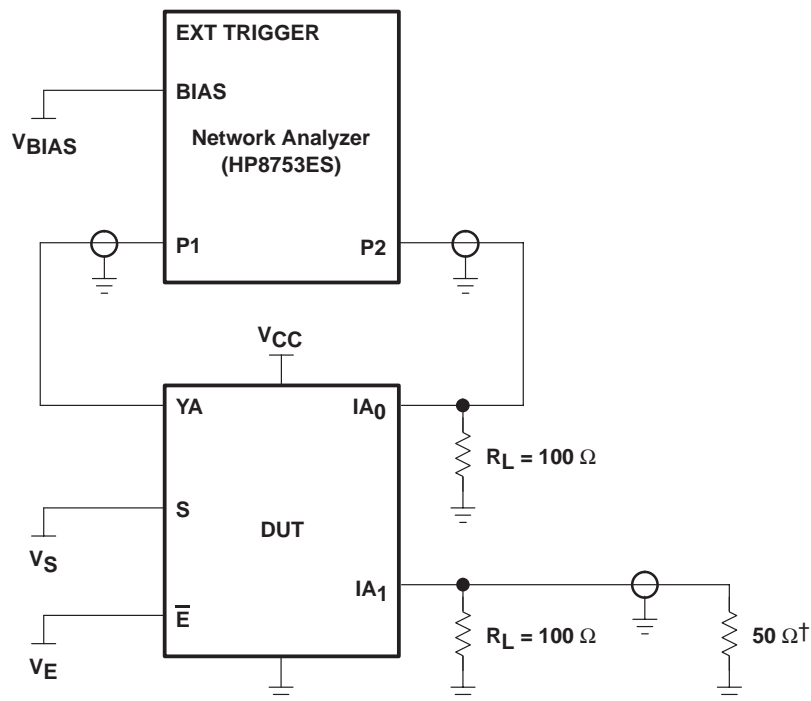 EXT TRIGGER
BIAS
VBIAS
Network Analyzer
(HP8753ES)
P1
P2
VCC
YA
IA0
RL = 100 Ω
S
DUT
VS
IA1
E̅
RL = 100 Ω
50 Ω†
VE